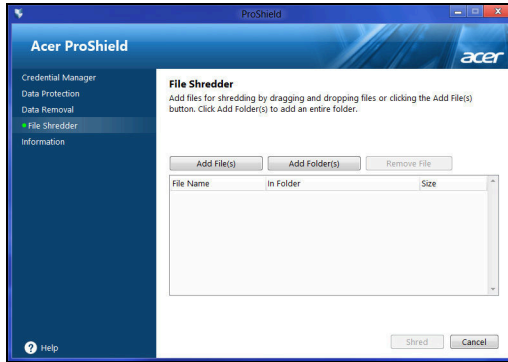 ProShield
Acer ProShield
acer
Credential Manager
Data Protection
Data Removal
File Shredder
Information
File Shredder
Add files for shredding by dragging and dropping files or clicking the Add File(s)
button. Click Add Folder(s) to add an entire folder.
Add File(s) Add Folder(s) Remove File
File Name In Folder Size
? Help
Shred Cancel